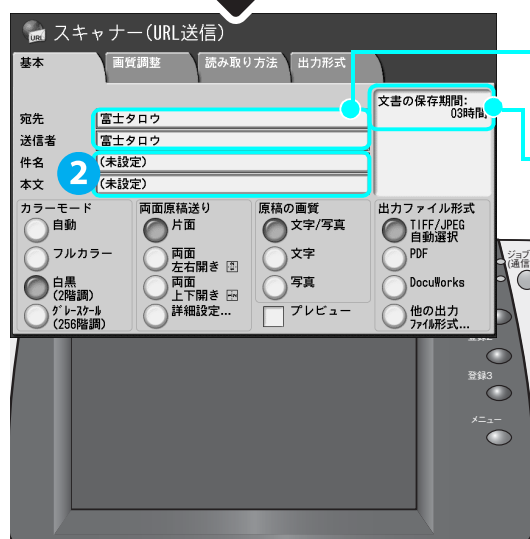 URL
スキャナー(URL送信)
基本
画質調整
読み取り方法
出力形式
文書の保存期間:
03時間
宛先
富士タロウ
送信者
富士タロウ
件名
(未設定)
本文
(未設定)
2
カラーモード
自動
フルカラー
白黒
(2階調)
グレースケール
(256階調)
両面原稿送り
片面
両面
左右開き
両面
上下開き
詳細設定...
原稿の画質
文字/写真
文字
写真
プレビュー
出力ファイル形式
TIFF/JPEG
自動選択
PDF
DocuWorks
他の出力
ファイル形式...
ジョブ
(通信
登録3
メニュー